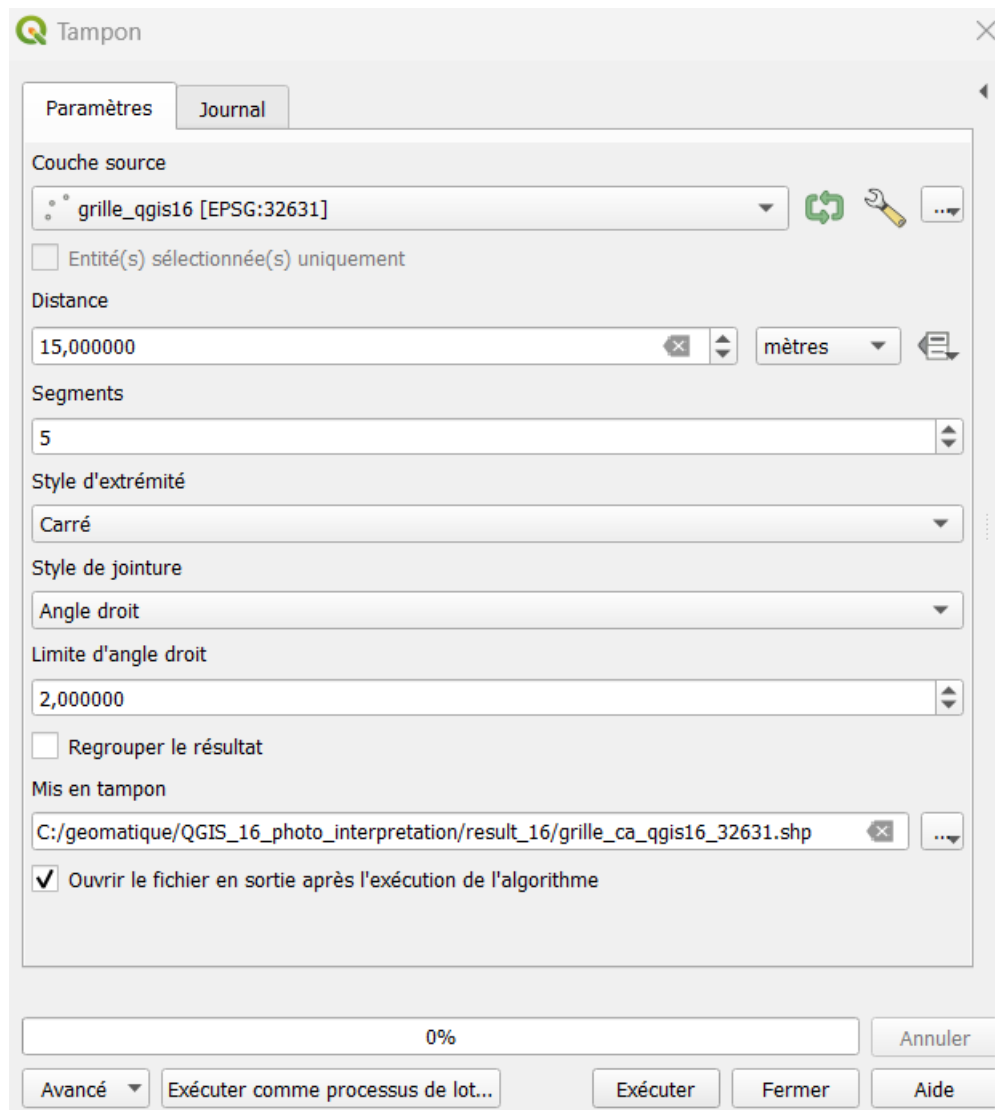 Tampon
Paramètres
Journal
Couche source
grille_qgis16 [EPSG:32631]
...
Entité(s) sélectionnée(s) uniquement
Distance
15,000000
mètres
Segments
5
Style d'extrémité
Carré
Style de jointure
Angle droit
Limite d'angle droit
2,000000
Regrouper le résultat
Mis en tampon
C:/geomatique/QGIS_16_photo_interpretation/result_16/grille_ca_qgis16_32631.shp
...
Ouvrir le fichier en sortie après l'exécution de l'algorithme
0%
Annuler
Avancé
Exécuter comme processus de lot...
Exécuter
Fermer
Aide